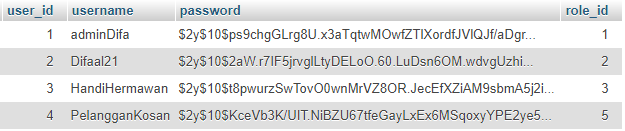 user_id username password role_id
1 adminDifa $2y$10$ps9chgGLrg8U.x3aTqtwMOwfZTlXordfJVlQJf/aDgr... 1
2 Difaal21 $2y$10$2aW.r7IF5jrvglLtyDELoO.60.LuDsn6OM.wdvgUzhi... 2
3 HandiHermawan $2y$10$t8pwurzSwTovO0wnMrVZ8OR.JecEfXZiAM9sbmA5j2i... 3
4 PelangganKosan $2y$10$KceVb3K/UIT.NiBZU67tfeGayLxEx6MSqoxyYPE2ye5... 5